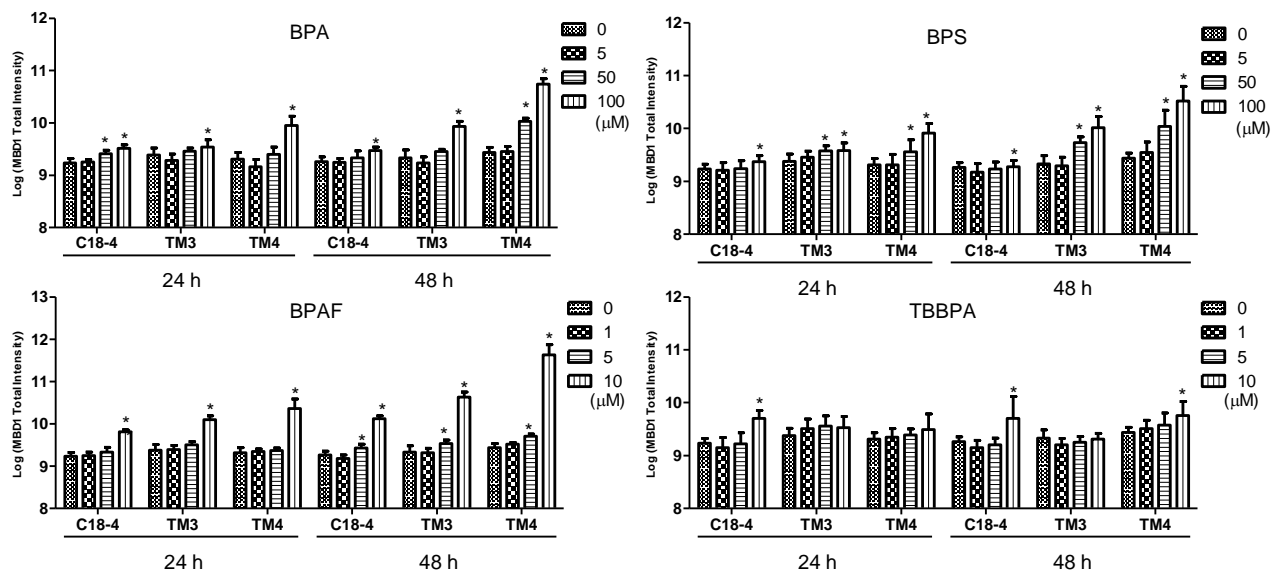 BPA
Log (MBD1 Total Intensity)
12
11
10
9
8
* * * * * * * *
C18-4 TM3 TM4 C18-4 TM3 TM4
24 h 48 h
0
5
50
100
(μM)
BPS
Log (MBD1 Total Intensity)
12
11
10
9
8
* * * * * * * * * *
C18-4 TM3 TM4 C18-4 TM3 TM4
24 h 48 h
0
5
50
100
(μM)
BPAF
Log (MBD1 Total Intensity)
13
12
11
10
9
8
* * * * * * * * *
C18-4 TM3 TM4 C18-4 TM3 TM4
24 h 48 h
0
1
5
10
(μM)
TBBPA
Log (MBD1 Total Intensity)
12
11
10
9
8
* * *
C18-4 TM3 TM4 C18-4 TM3 TM4
24 h 48 h
0
1
5
10
(μM)